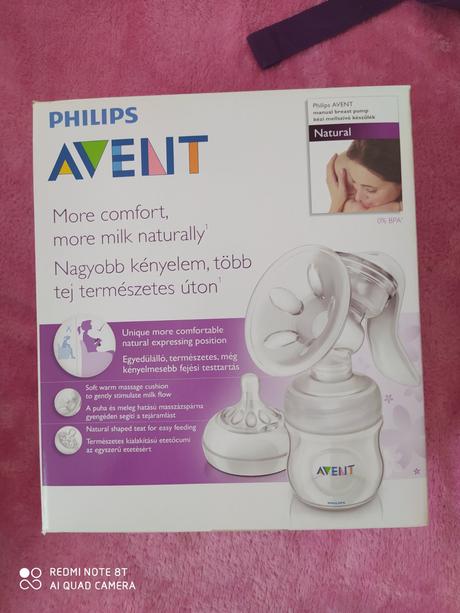 PHILIPS
AVENT
Philips AVENT
manual breast pump
kézi mellszívó készülék
Natural
0% BPA*
More comfort,
more milk naturally¹
Nagyobb kényelem, több
tej természetes úton¹
Unique more comfortable
natural expressing position
Egyedülálló, természetes, még
kényelmesebb fejési testtartás
Soft warm massage cushion
to gently stimulate milk flow
A puha és meleg hatású masszázspárna
gyengéden segíti a tejáramlást
Natural shaped teat for easy feeding
Természetes kialakítású etetőcumi
az egyszerű etetésért
AVENT
PHILIPS
REDMI NOTE 8T
AI QUAD CAMERA